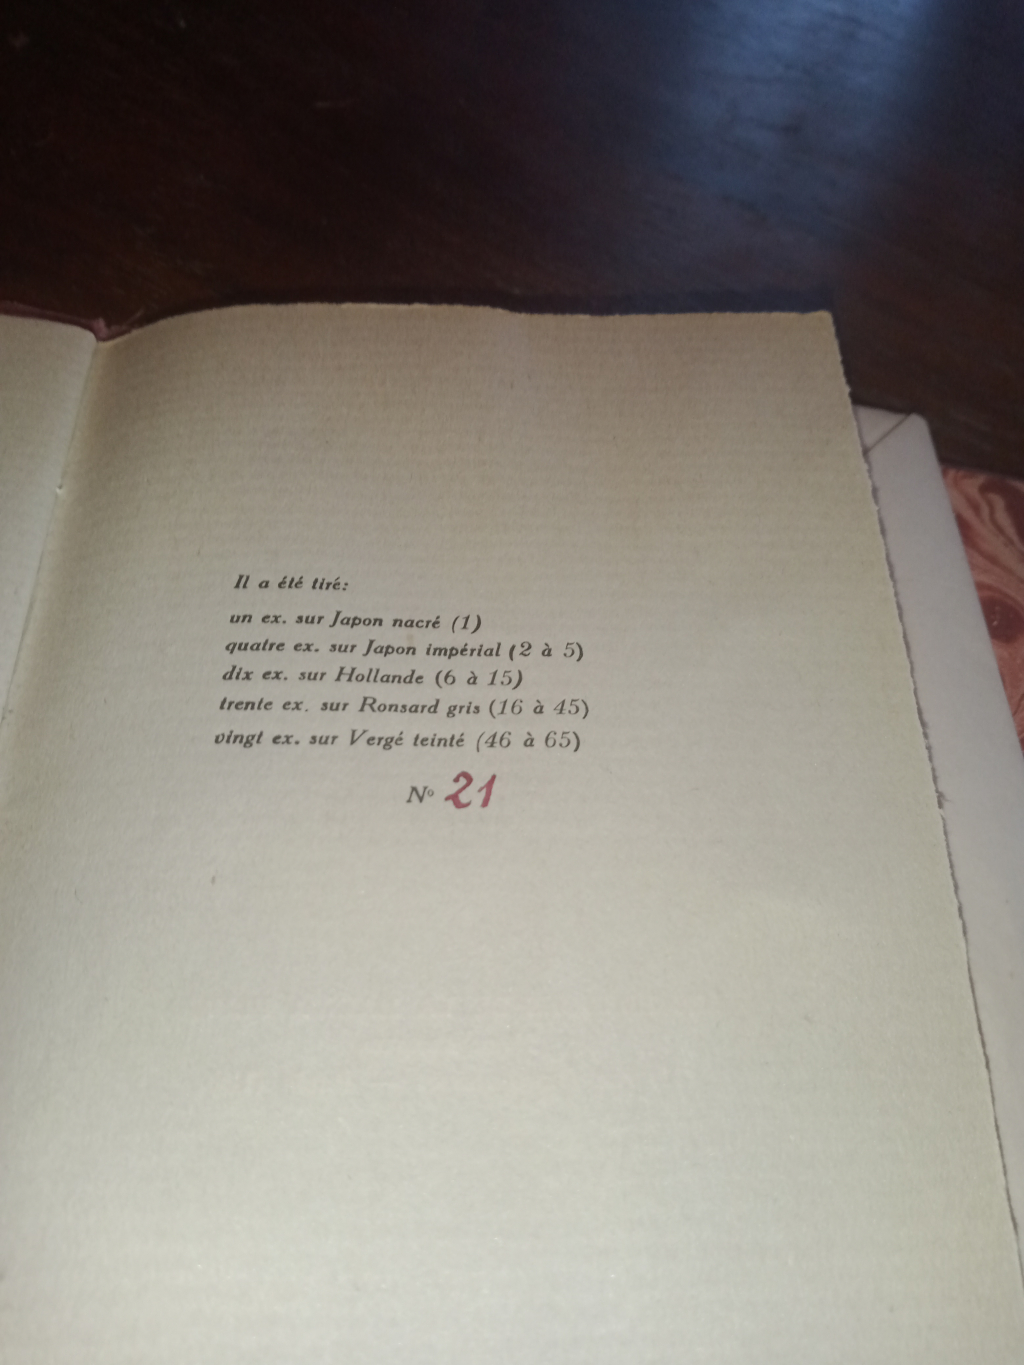 Il a été tiré:
un ex. sur Japon nacré (1)
quatre ex. sur Japon impérial (2 à 5)
dix ex. sur Hollande (6 à 15)
trente ex. sur Ronsard gris (16 à 45)
vingt ex. sur Vergé teinté (46 à 65)
N° 21